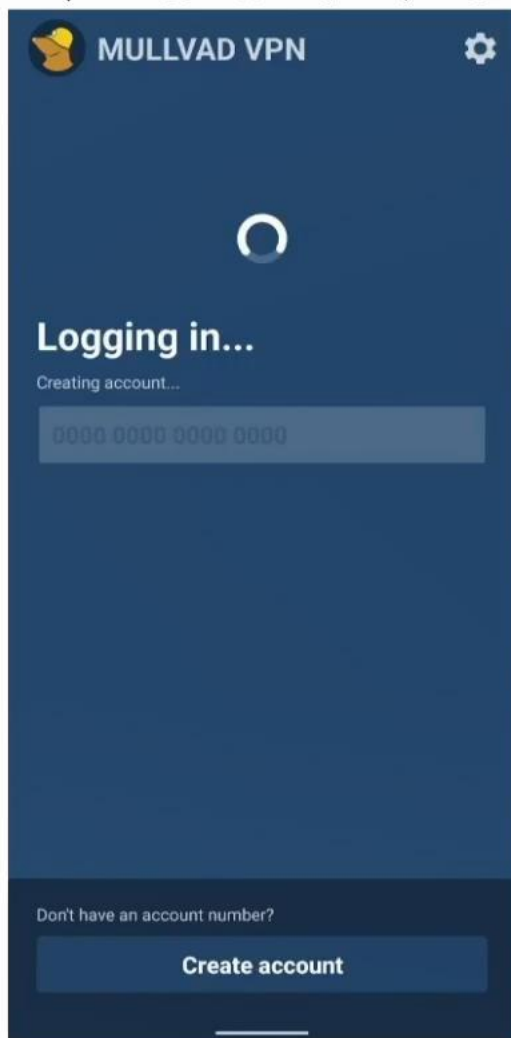 MULLVAD VPN
Logging in...
Creating account...
0000 0000 0000 0000
Don't have an account number?
Create account